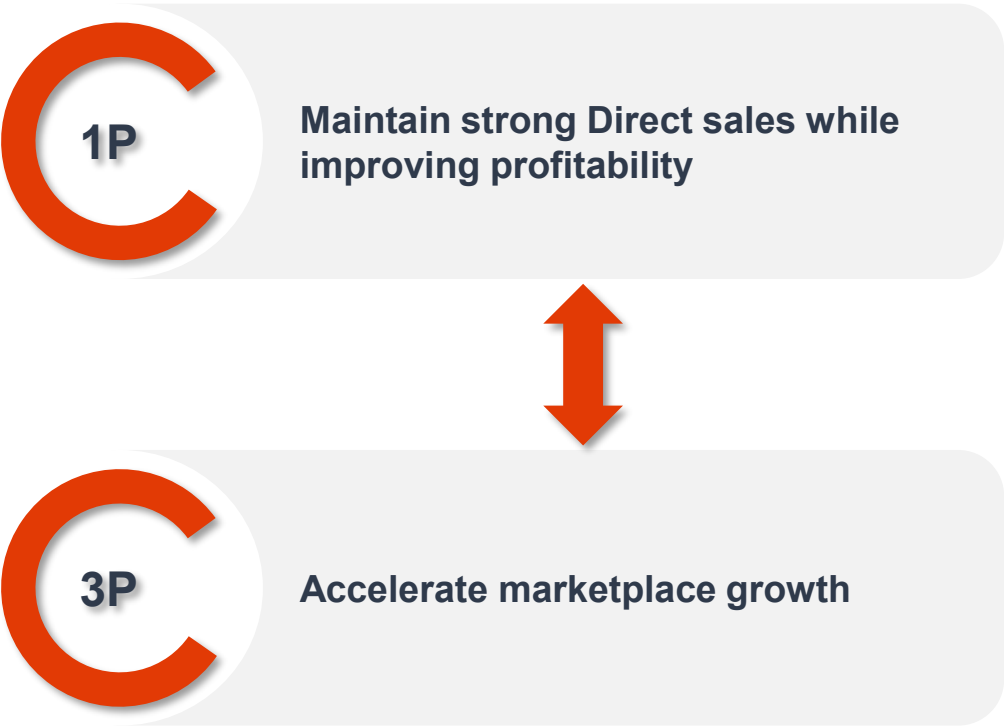 1P
Maintain strong Direct sales while
improving profitability
3P
Accelerate marketplace growth